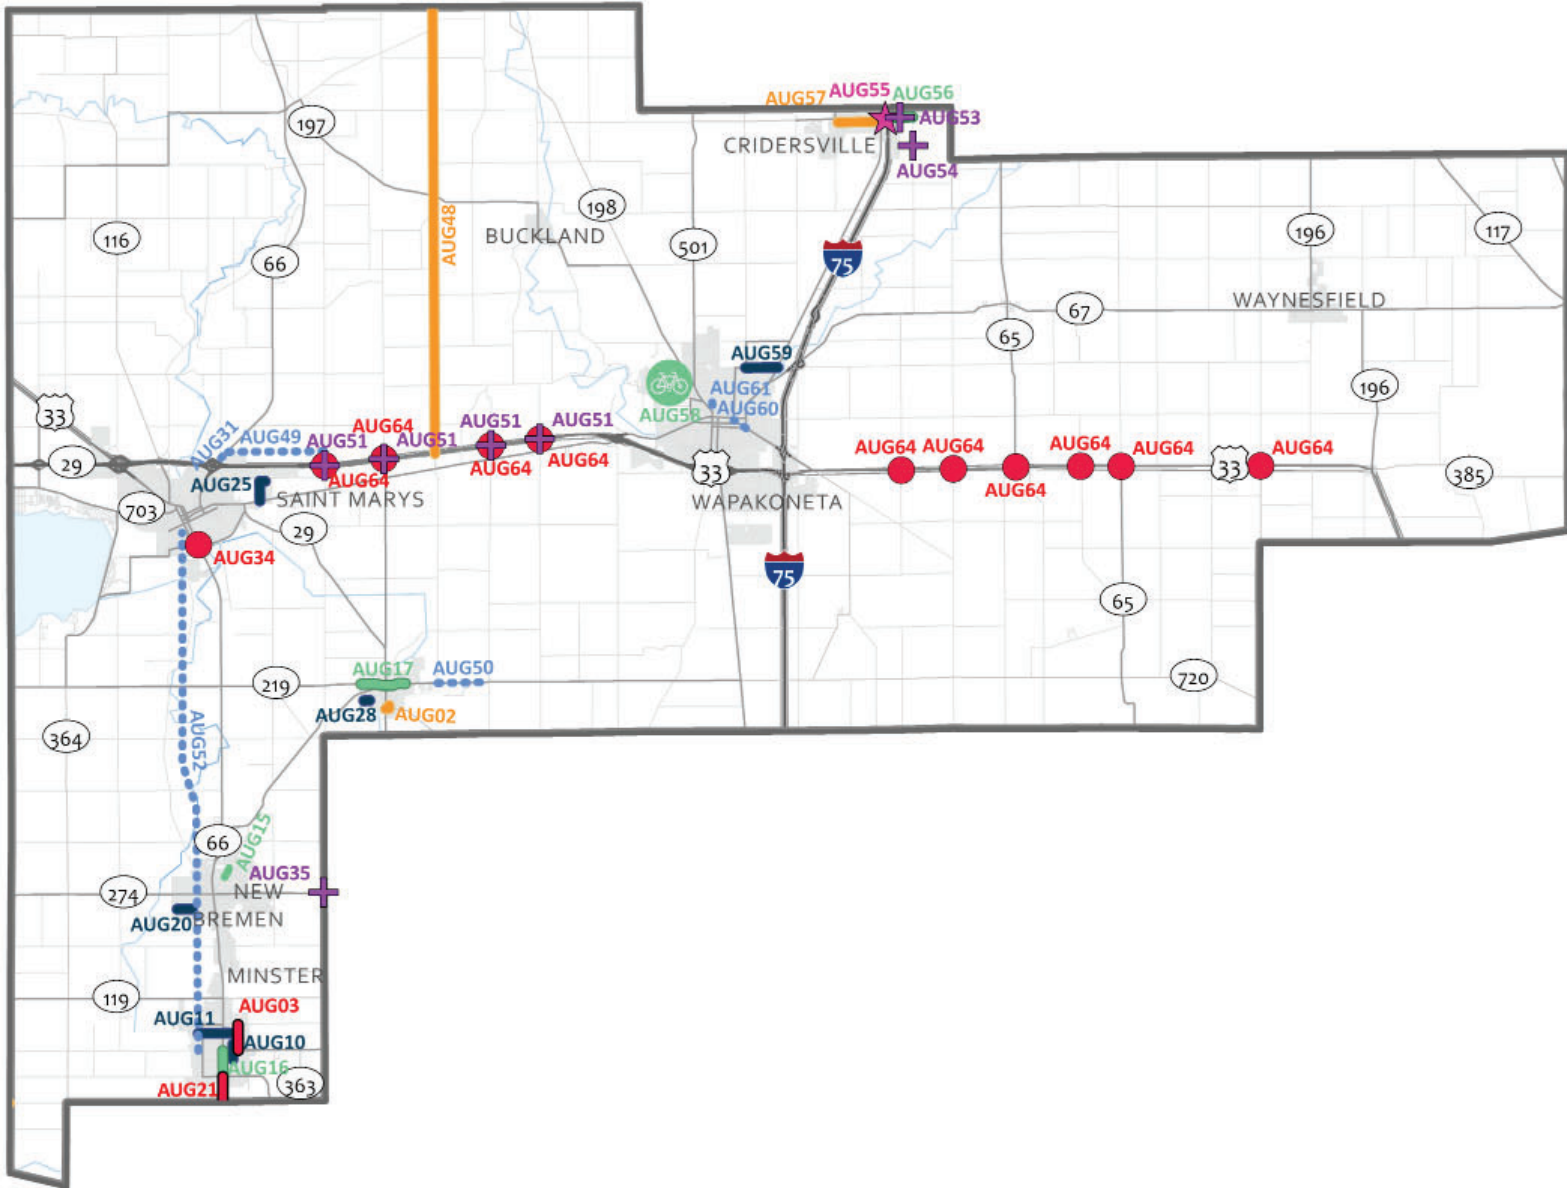 AUG57
AUG55
AUG56
AUG53
CRIDERSVILLE
AUG54
197
198
116
AUG48
BUCKLAND
501
66
75
196
117
WAYNESFIELD
67
65
AUG59
196
33
AUG61
AUG58
AUG60
AUG31
AUG49
AUG51
AUG64
AUG51
AUG51
AUG51
AUG64
AUG64
AUG64
29
AUG25
SAINT MARYS
33
WAPAKONETA
AUG64
AUG64
AUG64
AUG64
AUG64
33
AUG64
385
703
29
AUG34
75
65
AUG17
AUG50
219
720
AUG28
AUG02
364
AUG52
66
AUG15
AUG35
274
NEW
BREMEN
AUG20
MINSTER
119
AUG03
AUG11
AUG10
AUG16
AUG21
363